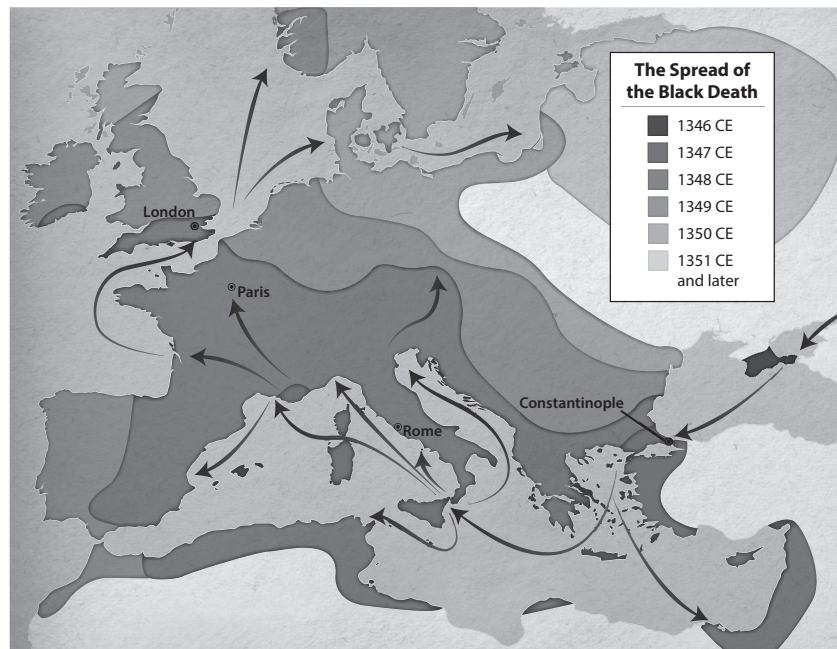 The Spread of
the Black Death
1346 CE
1347 CE
1348 CE
1349 CE
1350 CE
1351 CE
and later
London
Paris
Constantinople
Rome